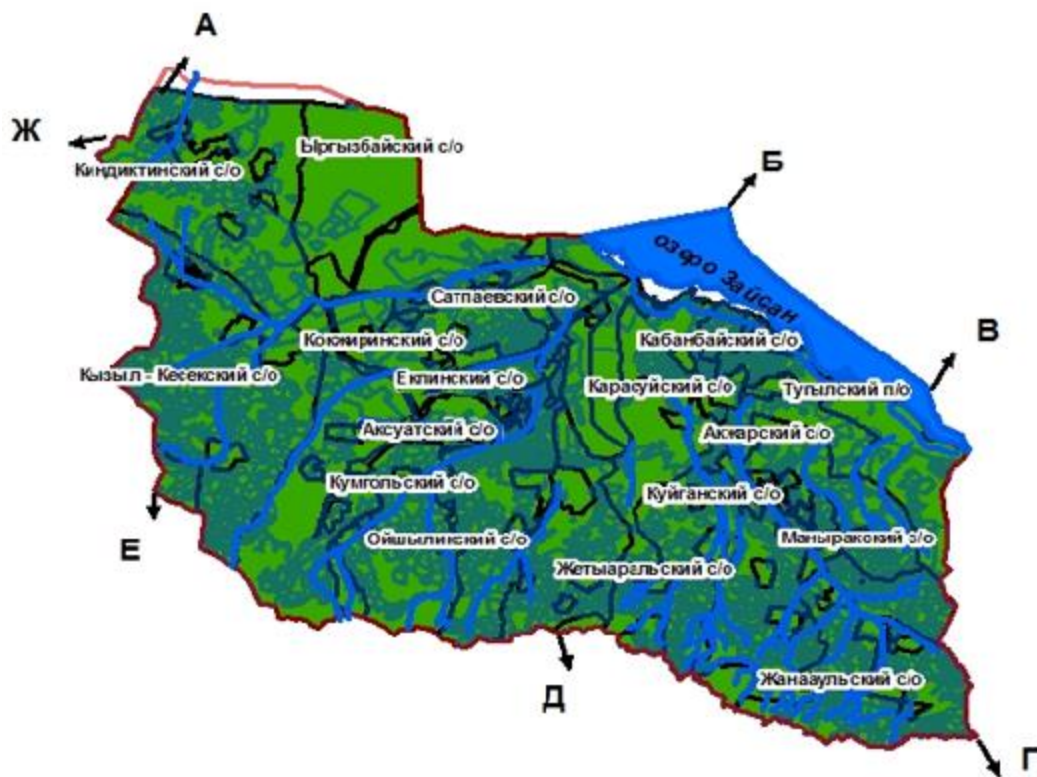 А
Ж
Ыргызбайский с/о
Киндиктинский с/о
Б
озеро Зайсан
Сатпаевский с/о
Кокжиринский с/о
Кабанбайский с/о
В
Кызыл - Кесекский с/о
Екпинский с/о
Карасуйский с/о
Тугылский п/о
Аксуатский с/о
Акжарский с/о
Кумгольский с/о
Куйганский с/о
Е
Ойшылинский с/о
Маныракский с/о
Жетыаральский с/о
Жанааульский с/о
Д
Г